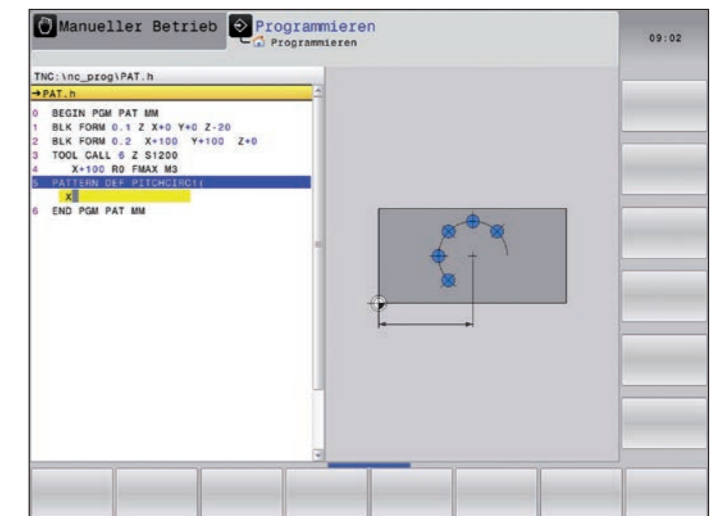 Manueller Betrieb
Programmieren
Programmieren
09:02
TNC:\nc_prog\PAT.h
→PAT.h
0 BEGIN PGM PAT MM
1 BLK FORM 0.1 Z X+0 Y+0 Z-20
2 BLK FORM 0.2 X+100 Y+100 Z+0
3 TOOL CALL 6 Z S1200
4 X+100 R0 FMAX M3
5 PATTERN DEF PITCHCIRC1(
X
6 END PGM PAT MM